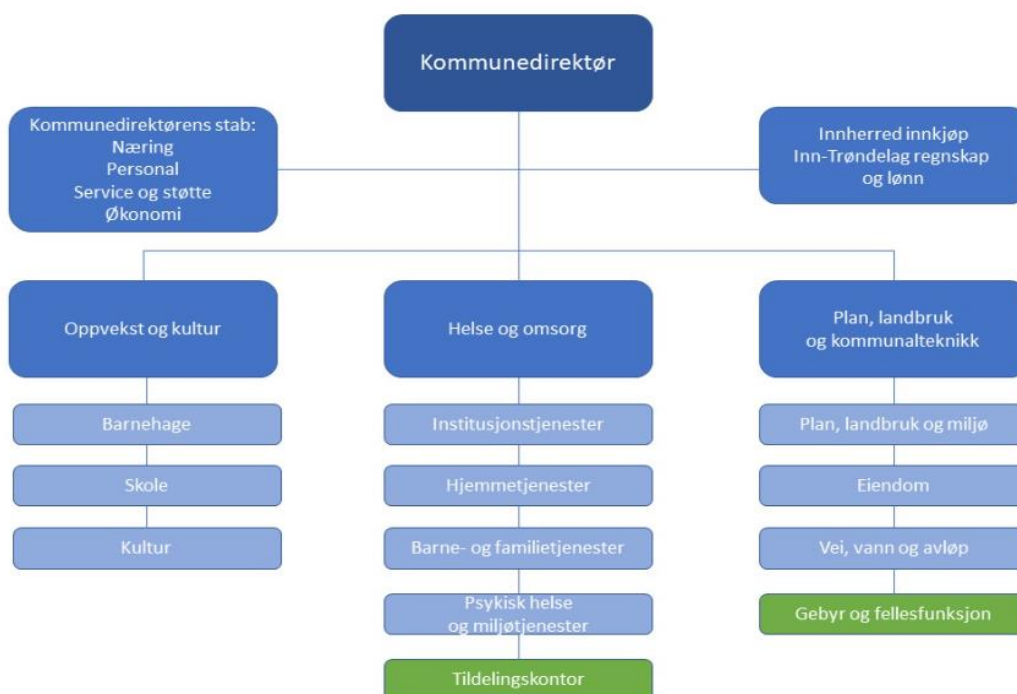 Kommunedirektør
Kommunedirektørens stab:
Næring
Personal
Service og støtte
Økonomi
Innherred innkjøp
Inn-Trøndelag regnskap
og lønn
Oppvekst og kultur
Barnehage
Skole
Kultur
Helse og omsorg
Institusjonstjenester
Hjemmetjenester
Barne- og familietjenester
Psykisk helse
og miljøtjenester
Tildelingskontor
Plan, landbruk
og kommunalteknikk
Plan, landbruk og miljø
Eiendom
Vei, vann og avløp
Gebyr og fellesfunksjon